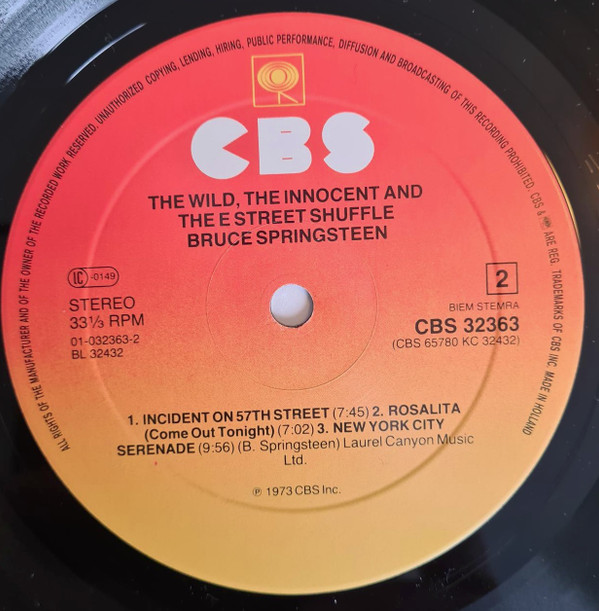 ALL RIGHTS OF THE MANUFACTURER AND OF THE OWNER OF THE RECORDED WORK RESERVED. UNAUTHORIZED COPYING, LENDING, HIRING, PUBLIC PERFORMANCE, DIFFUSION AND BROADCASTING OF THIS RECORDING PROHIBITED. CBS & ARE REG. TRADEMARKS OF CBS INC. MADE IN HOLLAND
CBS
THE WILD, THE INNOCENT AND
THE E STREET SHUFFLE
BRUCE SPRINGSTEEN
LC -0149
2
STEREO
33⅓ RPM
BIEM STEMRA
CBS 32363
(CBS 65780 KC 32432)
01-032363-2
BL 32432
1. INCIDENT ON 57TH STREET (7:45) 2. ROSALITA
(Come Out Tonight) (7:02) 3. NEW YORK CITY
SERENADE (9:56) (B. Springsteen) Laurel Canyon Music
Ltd.
℗ 1973 CBS Inc.